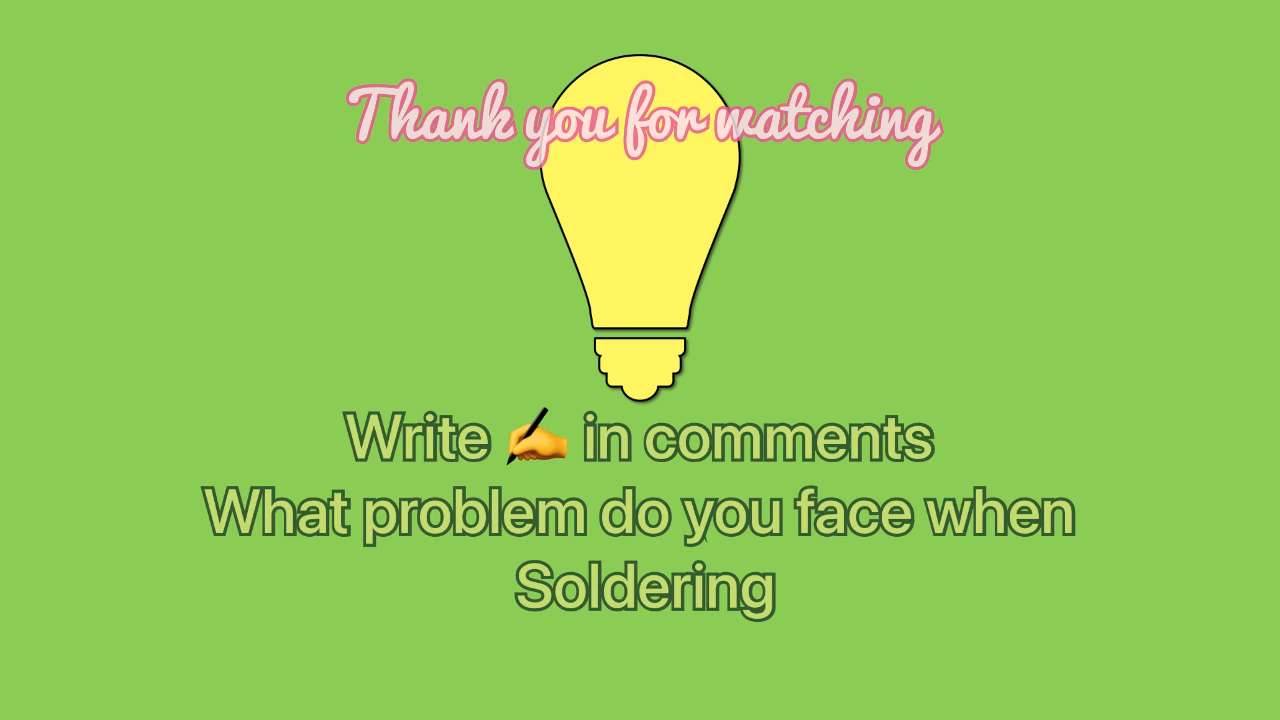 Thank you for watching
Write ✍️ in comments
What problem do you face when
Soldering